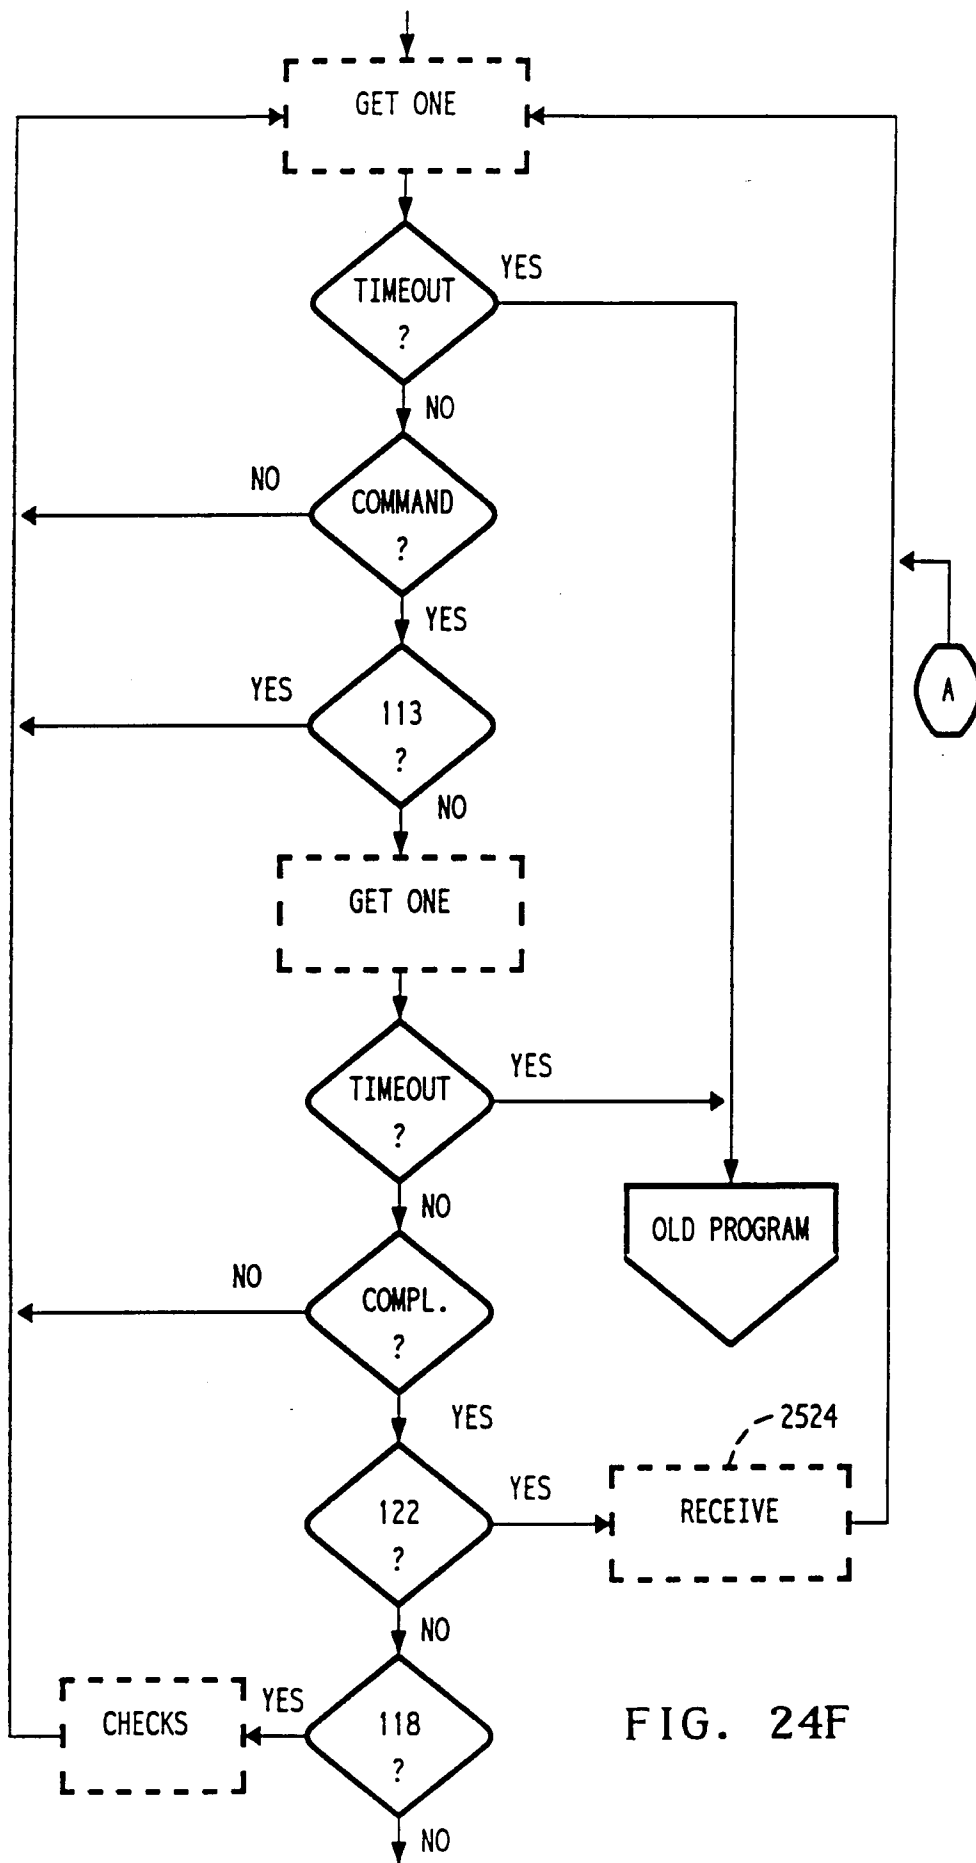 GET ONE
TIMEOUT
?
YES
NO
COMMAND
?
NO
YES
113
?
YES
NO
A
GET ONE
TIMEOUT
?
YES
NO
OLD PROGRAM
COMPL.
?
NO
YES
2524
122
?
YES
RECEIVE
NO
CHECKS
YES
118
?
NO
FIG. 24F